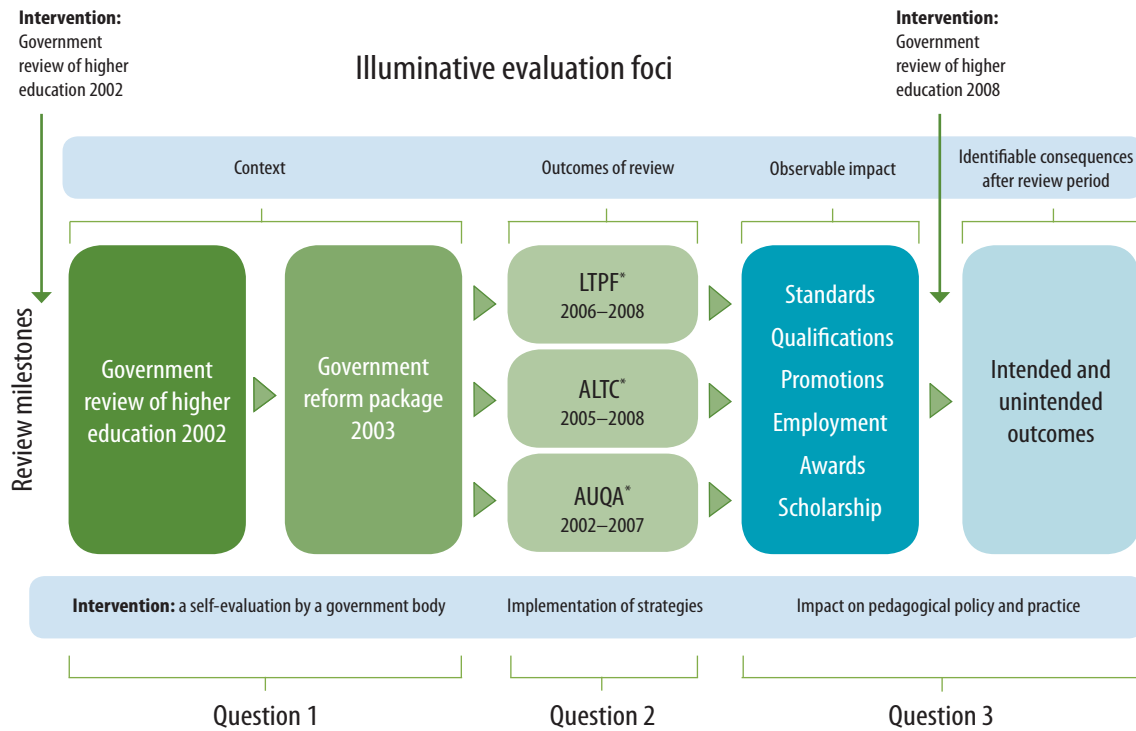 Intervention:
Government
review of higher
education 2002
Illuminative evaluation foci
Intervention:
Government
review of higher
education 2008
Context
Outcomes of review
Observable impact
Identifiable consequences
after review period
Review milestones
Government
review of higher
education 2002
Government
reform package
2003
LTPF*
2006–2008
ALTC*
2005–2008
AUQA*
2002–2007
Standards
Qualifications
Promotions
Employment
Awards
Scholarship
Intended and
unintended
outcomes
Intervention: a self-evaluation by a government body
Implementation of strategies
Impact on pedagogical policy and practice
Question 1
Question 2
Question 3